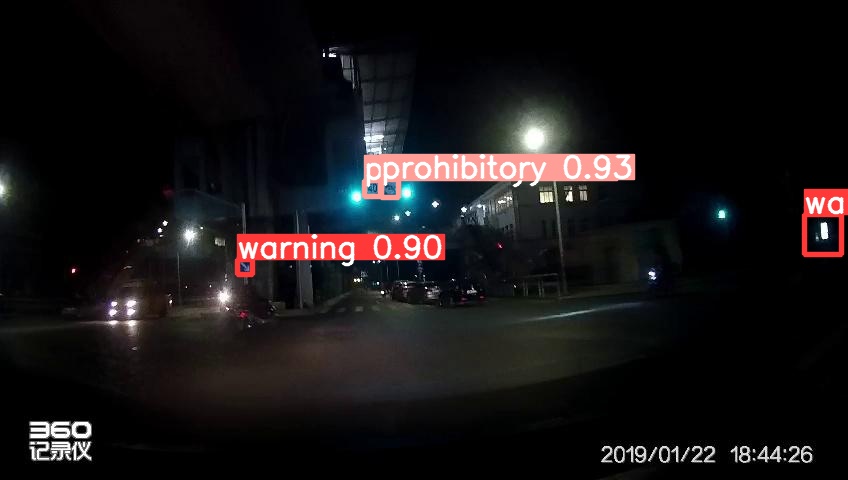 pprohibitory 0.93
wa
warning 0.90
360
记录仪
2019/01/22 18:44:26